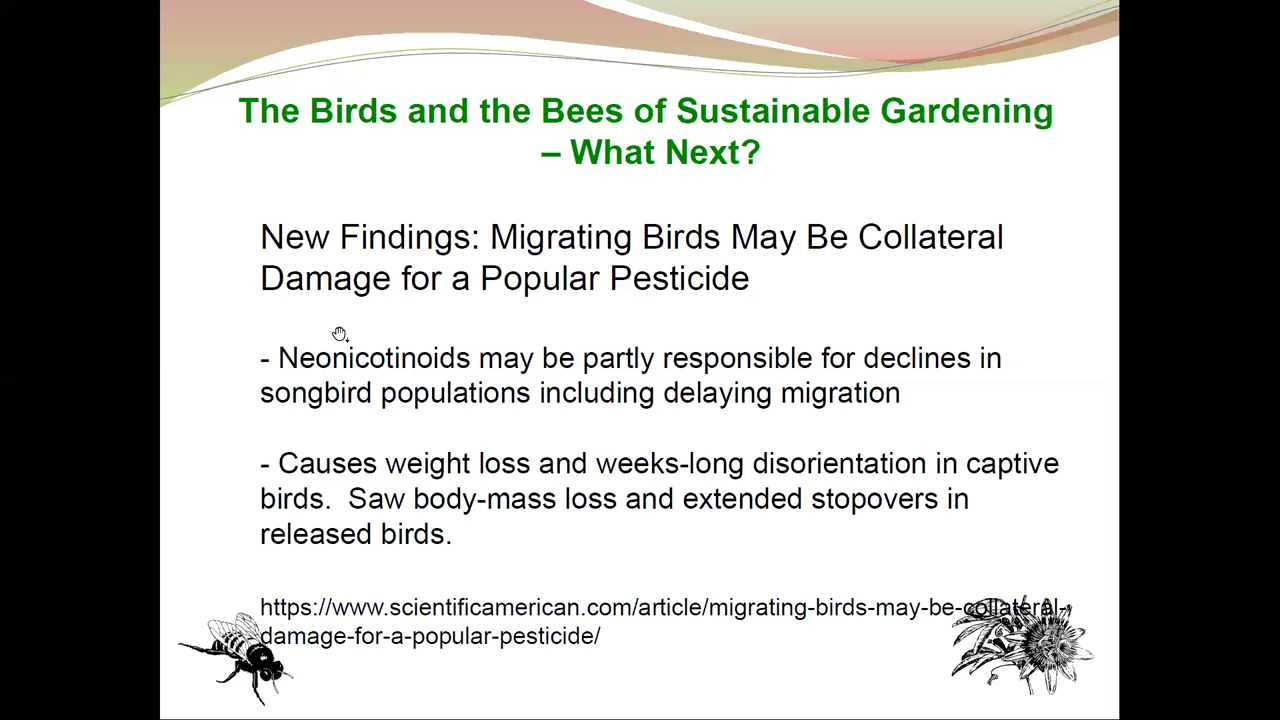 The Birds and the Bees of Sustainable Gardening
– What Next?
New Findings: Migrating Birds May Be Collateral
Damage for a Popular Pesticide
- Neonicotinoids may be partly responsible for declines in
songbird populations including delaying migration
- Causes weight loss and weeks-long disorientation in captive
birds.  Saw body-mass loss and extended stopovers in
released birds.
https://www.scientificamerican.com/article/migrating-birds-may-be-collateral-
damage-for-a-popular-pesticide/